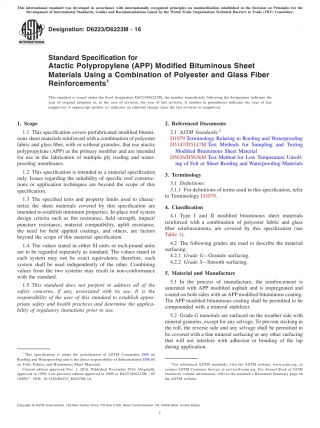 This international standard was developed in accordance with internationally recognized principles on standardization established in the Decision on Principles for the
Development of International Standards, Guides and Recommendations issued by the World Trade Organization Technical Barriers to Trade (TBT) Committee.
Designation: D6223/D6223M − 16
Standard Specification for
Atactic Polypropylene (APP) Modified Bituminous Sheet
Materials Using a Combination of Polyester and Glass Fiber
Reinforcements1
This standard is issued under the fixed designation D6223/D6223M; the number immediately following the designation indicates the
year of original adoption or, in the case of revision, the year of last revision. A number in parentheses indicates the year of last
reapproval. A superscript epsilon (ε) indicates an editorial change since the last revision or reapproval.
1. Scope
1.1 This specification covers prefabricated modified bitumi-
nous sheet materials reinforced with a combination of polyester
fabric and glass fiber, with or without granules, that use atactic
polypropylene (APP) as the primary modifier and are intended
for use in the fabrication of multiple ply roofing and water-
proofing membranes.
1.2 This specification is intended as a material specification
only. Issues regarding the suitability of specific roof construc-
tions or application techniques are beyond the scope of this
specification.
1.3 The specified tests and property limits used to charac-
terize the sheet materials covered by this specification are
intended to establish minimum properties. In-place roof system
design criteria such as fire resistance, field strength, impact/
puncture resistance, material compatibility, uplift resistance,
the need for field applied coatings, and others, are factors
beyond the scope of this material specification.
1.4 The values stated in either SI units or inch-pound units
are to be regarded separately as standard. The values stated in
each system may not be exact equivalents; therefore, each
system shall be used independently of the other. Combining
values from the two systems may result in non-conformance
with the standard.
1.5 This standard does not purport to address all of the
safety concerns, if any, associated with its use. It is the
responsibility of the user of this standard to establish appro-
priate safety and health practices and determine the applica-
bility of regulatory limitations prior to use.
1 This specification is under the jurisdiction of ASTM Committee D08 on
Roofing and Waterproofing and is the direct responsibility of Subcommittee D08.04
on Felts, Fabrics and Bituminous Sheet Materials.
Current edition approved Nov. 1, 2016. Published November 2016. Originally
approved in 1998. Last previous edition approved in 2009 as D6223/D6223M – 02
(2009)ε1. DOI: 10.1520/D6223_D6223M-16.
2. Referenced Documents
2.1 ASTM Standards:2
D1079 Terminology Relating to Roofing and Waterproofing
D5147/D5147M Test Methods for Sampling and Testing
Modified Bituminous Sheet Material
D5636/D5636M Test Method for Low Temperature Unroll-
ing of Felt or Sheet Roofing and Waterproofing Materials
3. Terminology
3.1 Definitions:
3.1.1 For definitions of terms used in this specification, refer
to Terminology D1079.
4. Classification
4.1 Type I and II modified bituminous sheet materials
reinforced with a combination of polyester fabric and glass
fiber reinforcements, are covered by this specification (see
Table 1).
4.2 The following grades are used to describe the material
surfacing:
4.2.1 Grade G—Granule surfacing.
4.2.2 Grade S—Smooth surfacing.
5. Material and Manufacture
5.1 In the process of manufacture, the reinforcement is
saturated with APP modified asphalt and is impregnated and
coated on both sides with an APP modified bituminous coating.
The APP modified bituminous coating shall be permitted to be
compounded with a mineral stabilizer.
5.2 Grade G materials are surfaced on the weather side with
mineral granules, except for any selvage. To prevent sticking in
the roll, the reverse side and any selvage shall be permitted to
be covered with a fine mineral surfacing or any other surfacing
that will not interfere with adhesion or bonding of the lap
during application.
2 For referenced ASTM standards, visit the ASTM website, www.astm.org, or
contact ASTM Customer Service at service@astm.org. For Annual Book of ASTM
Standards volume information, refer to the standard's Document Summary page on
the ASTM website.
Copyright © ASTM International, 100 Barr Harbor Drive, PO Box C700, West Conshohocken, PA 19428-2959. United States
1